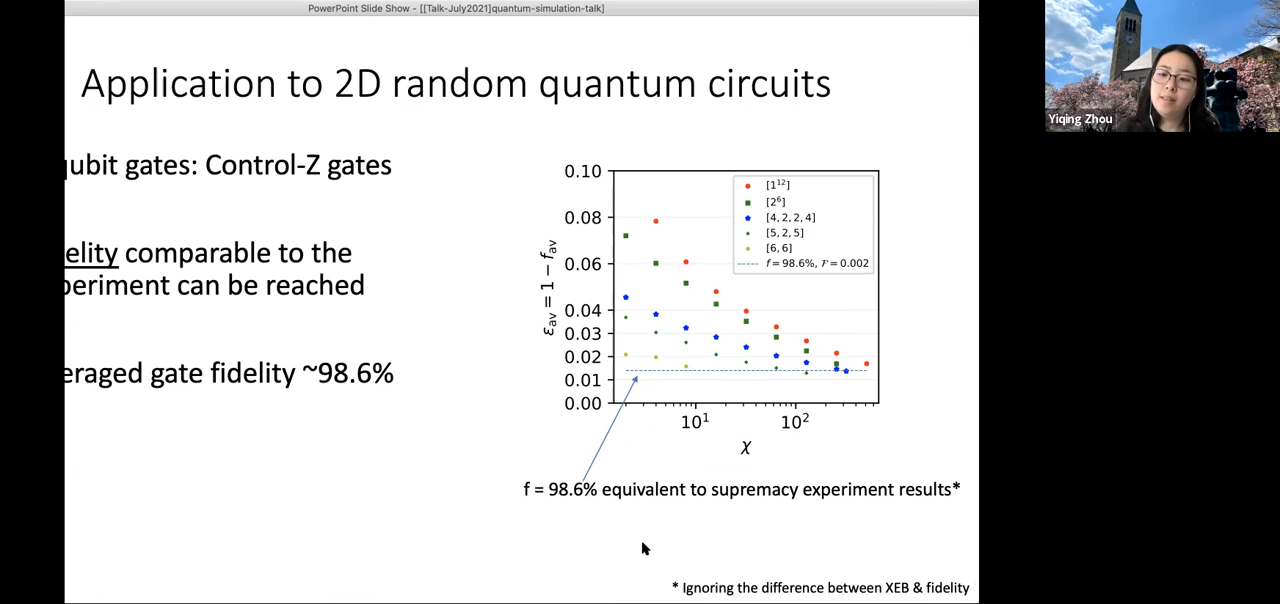 PowerPoint Slide Show - [[Talk-July2021]quantum-simulation-talk]
Yiqing Zhou
Application to 2D random quantum circuits
qubit gates: Control-Z gates
elity comparable to the
periment can be reached
eraged gate fidelity ~98.6%
0.10
0.08
0.06
0.04
0.03
0.02
0.01
0.00
εav = 1 − fav
[1¹²]
[2⁶]
[4, 2, 2, 4]
[5, 2, 5]
[6, 6]
f = 98.6%, ℱ = 0.002
10¹ 10²
χ
f = 98.6% equivalent to supremacy experiment results*
* Ignoring the difference between XEB & fidelity